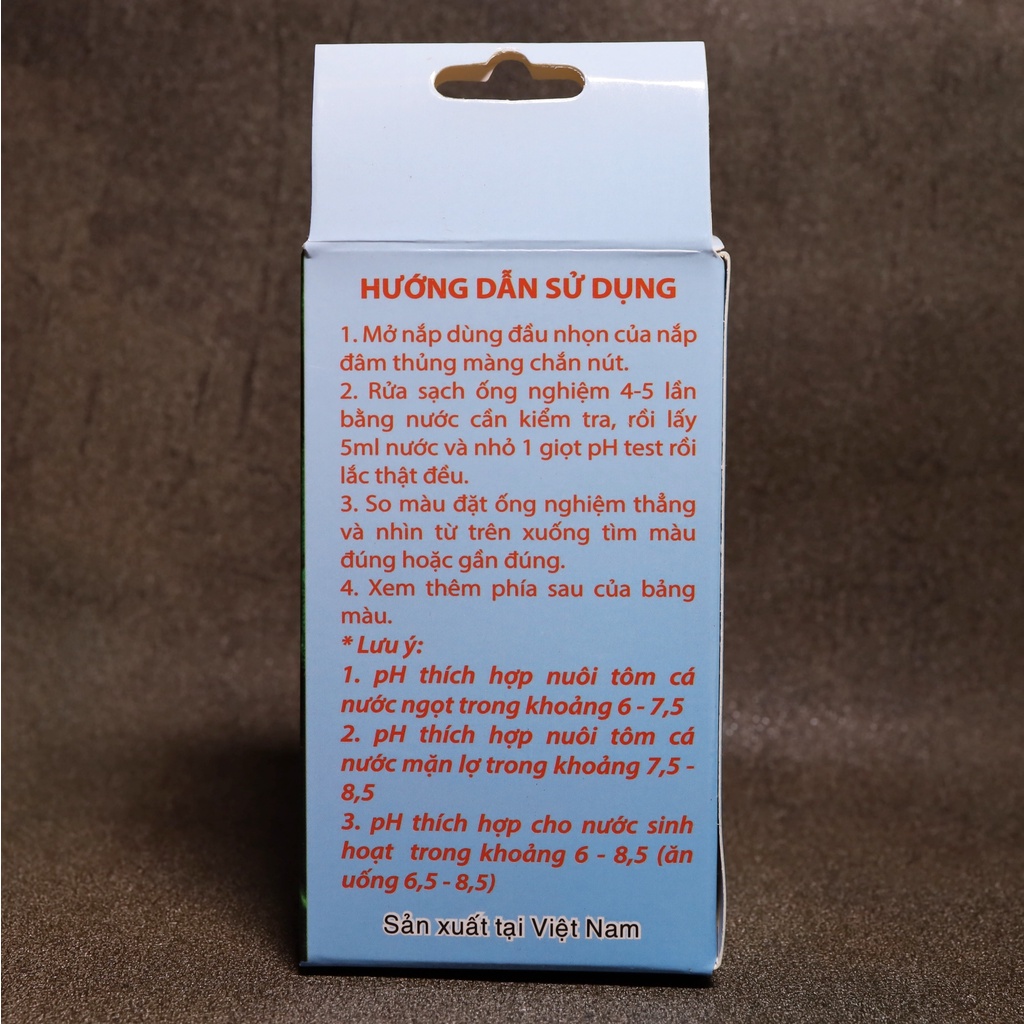 HƯỚNG DẪN SỬ DỤNG
1. Mở nắp dùng đầu nhọn của nắp
đâm thủng màng chắn nút.
2. Rửa sạch ống nghiệm 4-5 lần
bằng nước cần kiểm tra, rồi lấy
5ml nước và nhỏ 1 giọt pH test rồi
lắc thật đều.
3. So màu đặt ống nghiệm thẳng
và nhìn từ trên xuống tìm màu
đúng hoặc gần đúng.
4. Xem thêm phía sau của bảng
màu.
* Lưu ý:
1. pH thích hợp nuôi tôm cá
nước ngọt trong khoảng 6 - 7,5
2. pH thích hợp nuôi tôm cá
nước mặn lợ trong khoảng 7,5 -
8,5
3. pH thích hợp cho nước sinh
hoạt trong khoảng 6 - 8,5 (ăn
uống 6,5 - 8,5)
Sản xuất tại Việt Nam